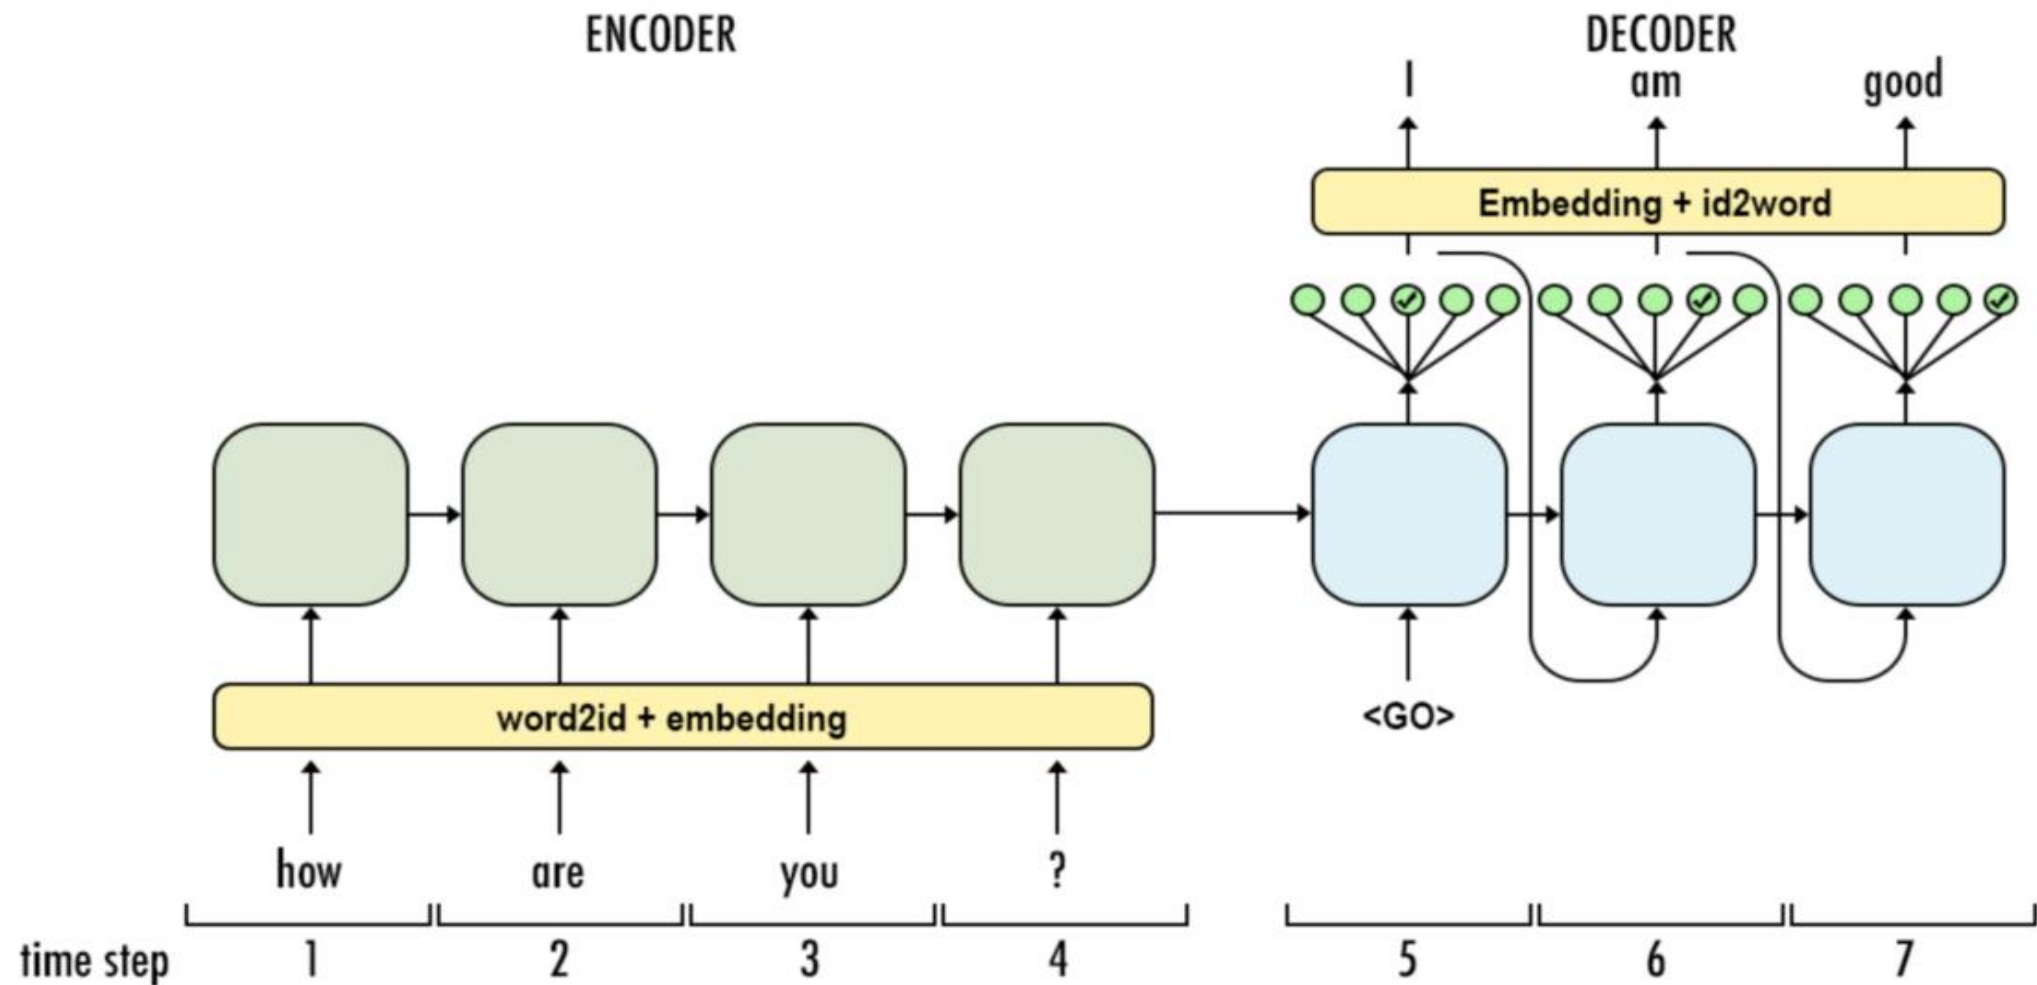 ENCODER
DECODER
I am good
Embedding + id2word
word2id + embedding
<GO>
how are you ?
time step 1 2 3 4 5 6 7